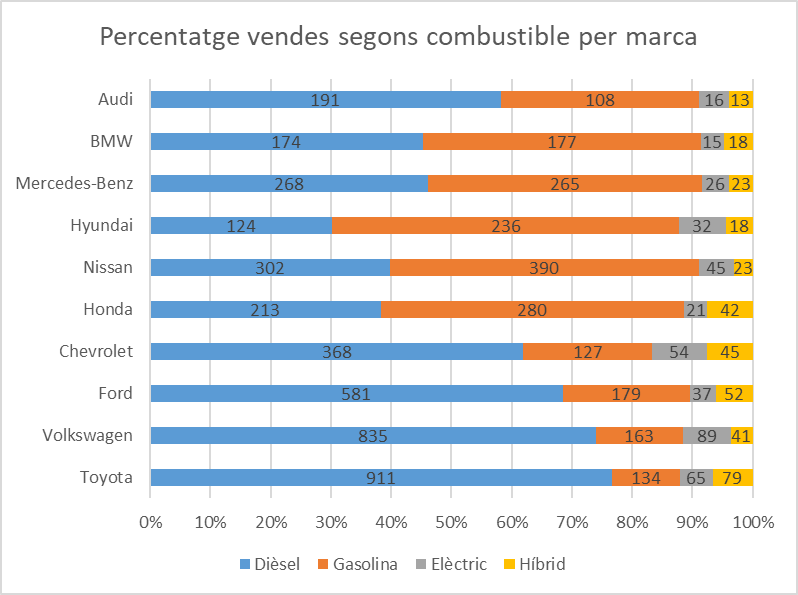 Percentatge vendes segons combustible per marca
Audi 191 108 16 13
BMW 174 177 15 18
Mercedes-Benz 268 265 26 23
Hyundai 124 236 32 18
Nissan 302 390 45 23
Honda 213 280 21 42
Chevrolet 368 127 54 45
Ford 581 179 37 52
Volkswagen 835 163 89 41
Toyota 911 134 65 79
0% 10% 20% 30% 40% 50% 60% 70% 80% 90% 100%
Dièsel Gasolina Elèctric Híbrid